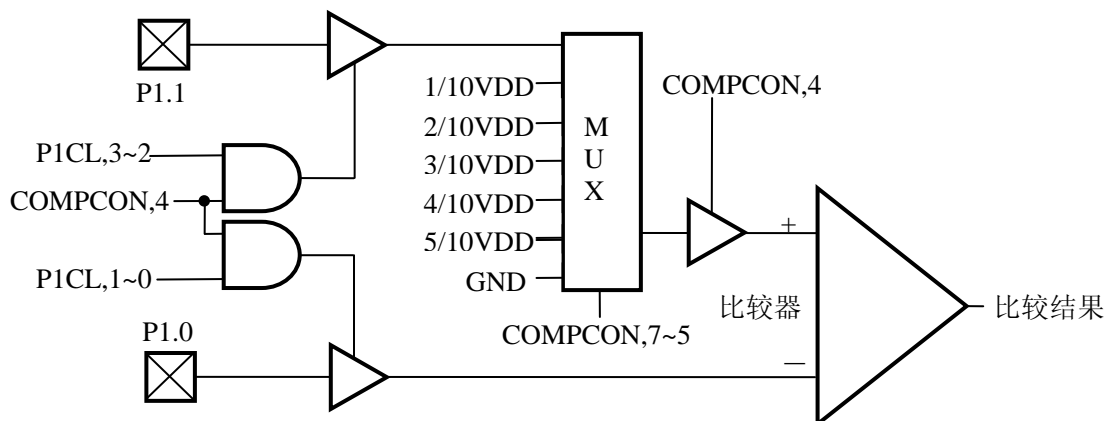 P1.1
1/10VDD
COMPCON,4
2/10VDD
M
U
X
P1CL,3~2
3/10VDD
COMPCON,4
4/10VDD
5/10VDD
+
P1CL,1~0
GND
比较器
比较结果
P1.0
COMPCON,7~5
—